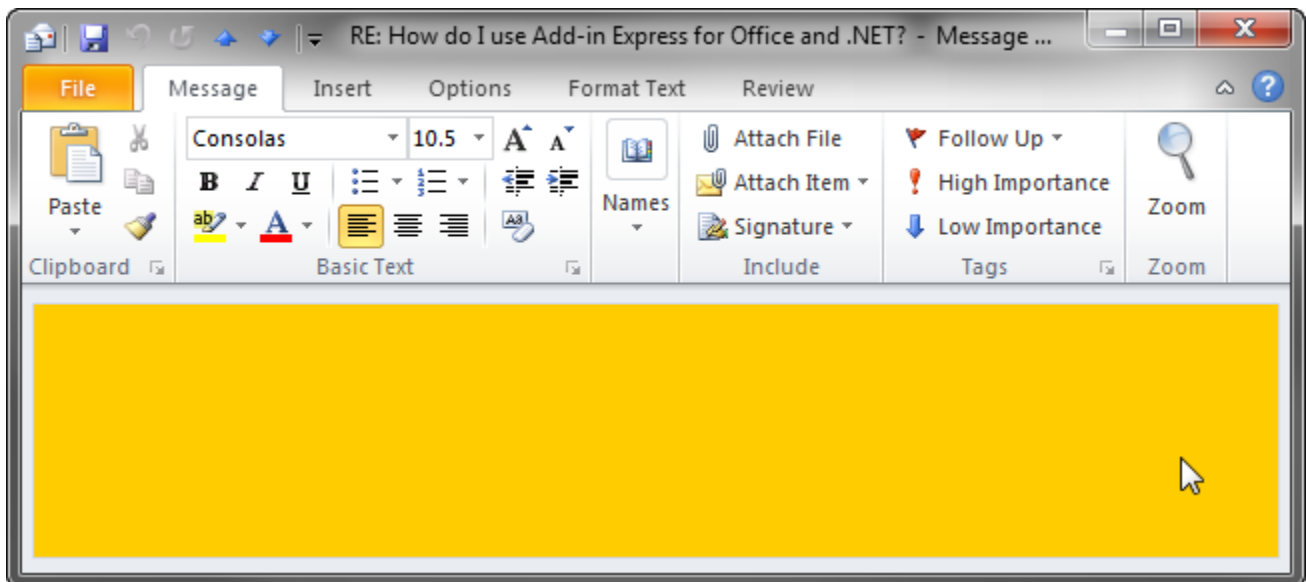 RE: How do I use Add-in Express for Office and .NET? - Message ...
File Message Insert Options Format Text Review
Consolas 10.5 A A Attach File Follow Up
B I U Attach Item High Importance
Paste Names Zoom
ab A Aa Signature Low Importance
Clipboard Basic Text Include Tags Zoom